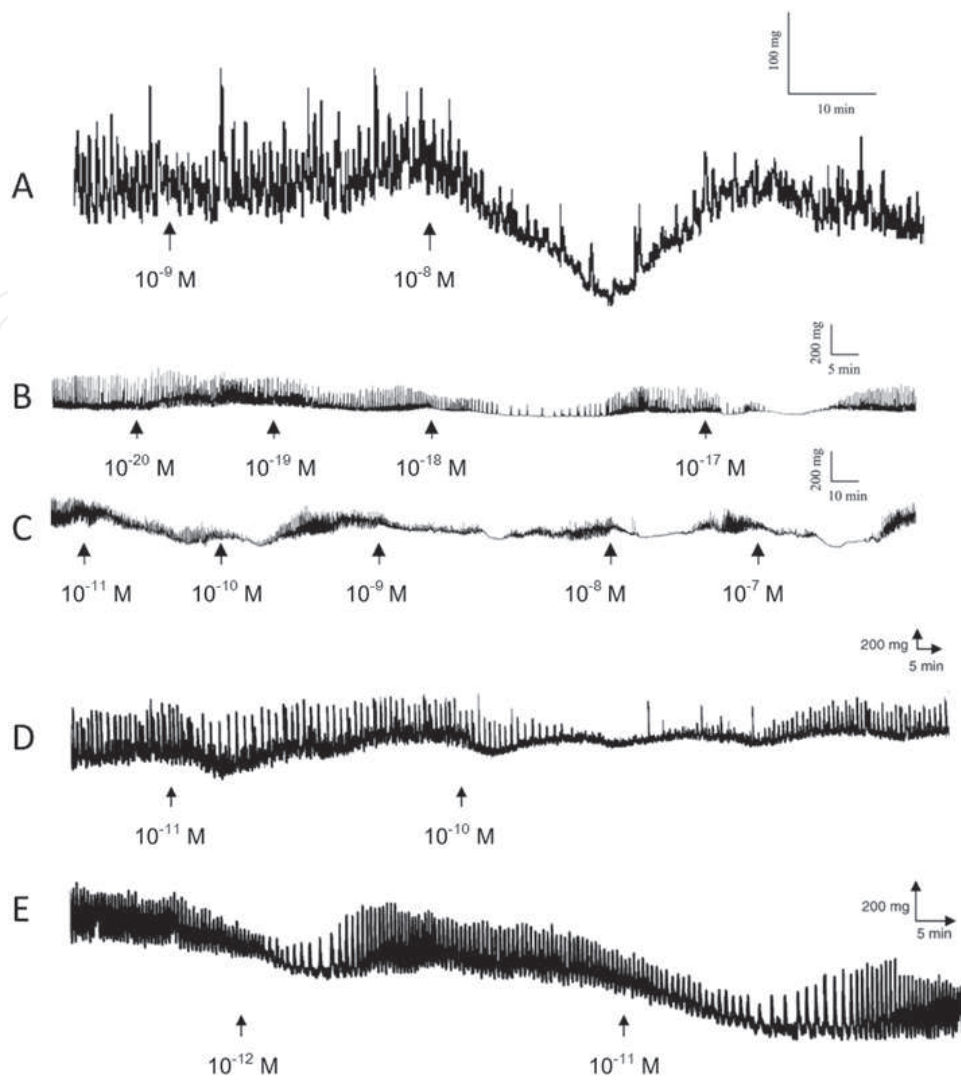 100 mg
10 min
A
10⁻⁹ M 10⁻⁸ M
200 mg
5 min
B
10⁻²⁰ M 10⁻¹⁹ M 10⁻¹⁸ M 10⁻¹⁷ M
200 mg
10 min
C
10⁻¹¹ M 10⁻¹⁰ M 10⁻⁹ M 10⁻⁸ M 10⁻⁷ M
200 mg
5 min
D
10⁻¹¹ M 10⁻¹⁰ M
E
200 mg
5 min
10⁻¹² M 10⁻¹¹ M